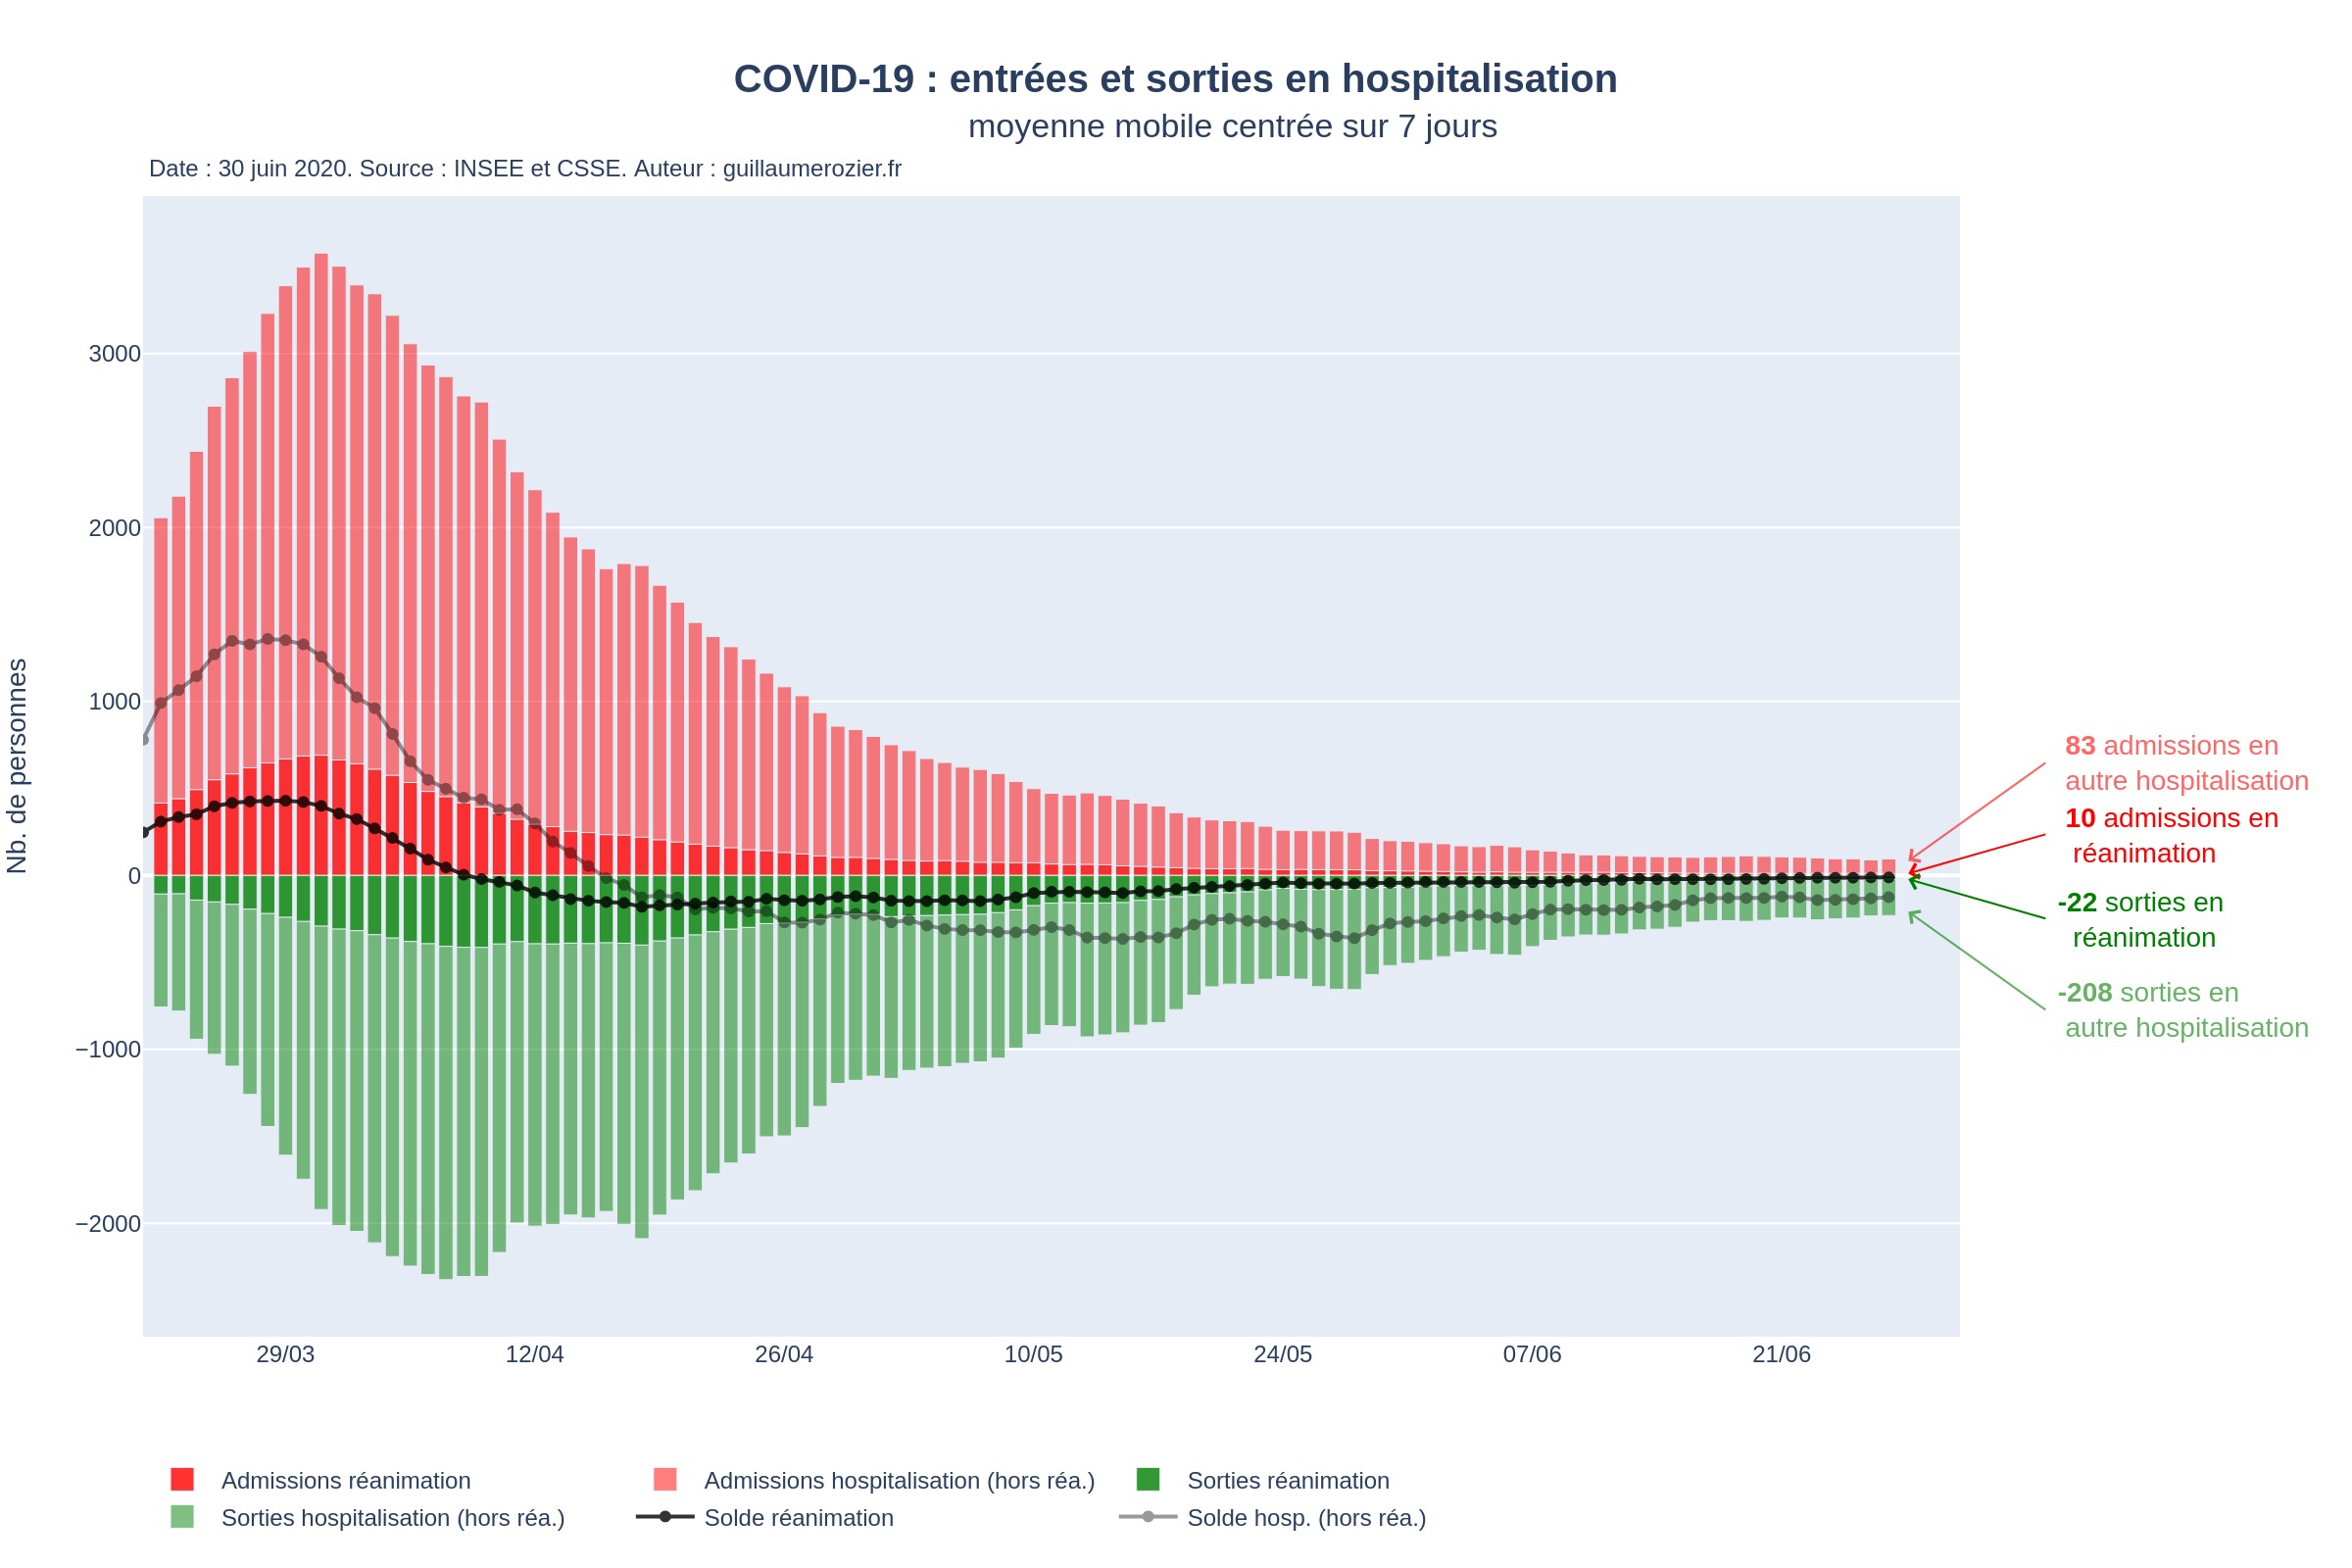 COVID-19 : entrées et sorties en hospitalisation
moyenne mobile centrée sur 7 jours
Date : 30 juin 2020. Source : INSEE et CSSE. Auteur : guillaumerozier.fr
Nb. de personnes
3000
2000
1000
0
−1000
−2000
29/03
12/04
26/04
10/05
24/05
07/06
21/06
83 admissions en
autre hospitalisation
10 admissions en
réanimation
-22 sorties en
réanimation
-208 sorties en
autre hospitalisation
Admissions réanimation
Admissions hospitalisation (hors réa.)
Sorties réanimation
Sorties hospitalisation (hors réa.)
Solde réanimation
Solde hosp. (hors réa.)